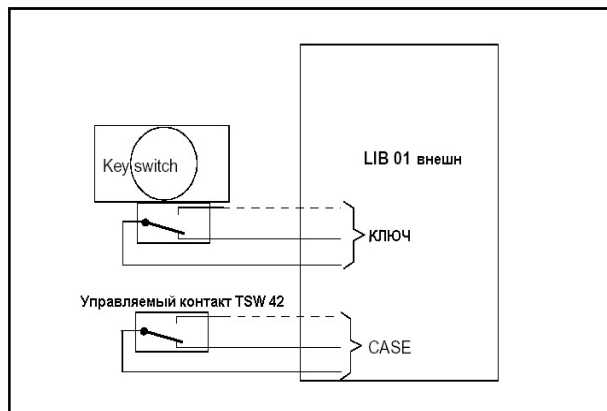 LIB 01 внешн
Key switch
КЛЮЧ
Управляемый контакт TSW 42
CASE